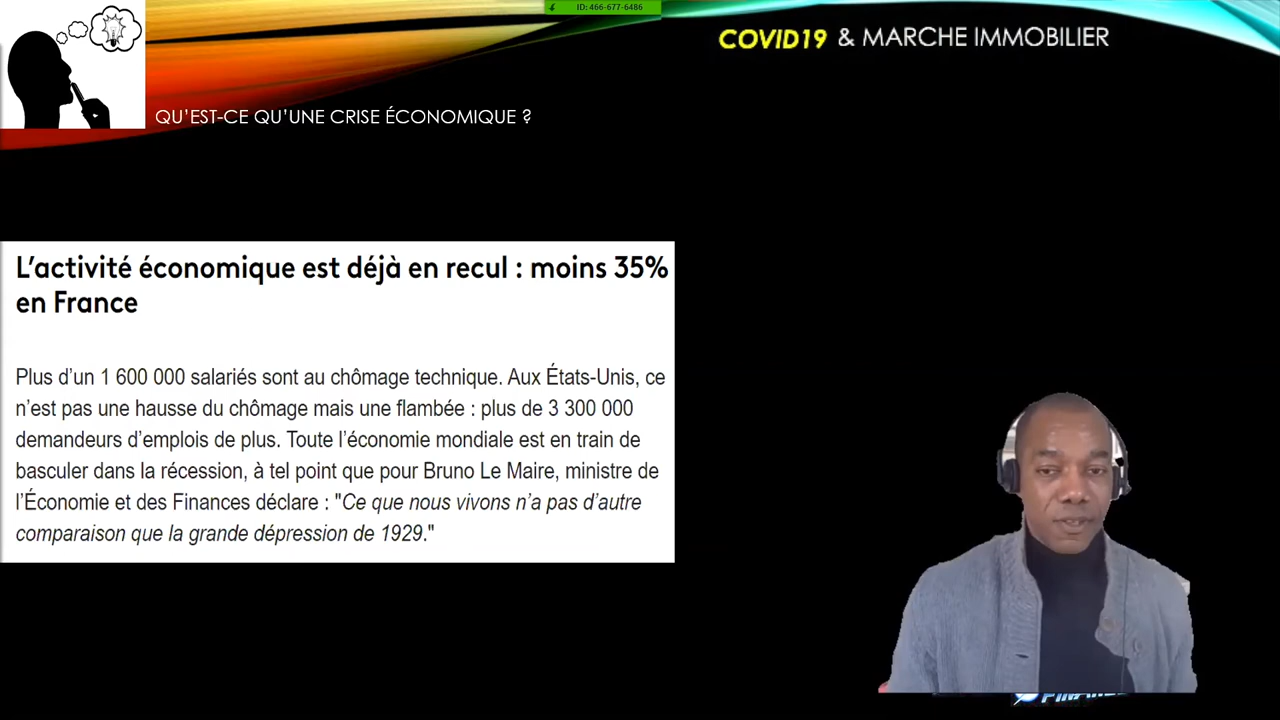 ID: 466-677-6486
COVID19 & MARCHE IMMOBILIER
QU'EST-CE QU'UNE CRISE ÉCONOMIQUE ?
L'activité économique est déjà en recul : moins 35%
en France
Plus d'un 1 600 000 salariés sont au chômage technique. Aux États-Unis, ce
n'est pas une hausse du chômage mais une flambée : plus de 3 300 000
demandeurs d'emplois de plus. Toute l'économie mondiale est en train de
basculer dans la récession, à tel point que pour Bruno Le Maire, ministre de
l'Économie et des Finances déclare : "Ce que nous vivons n'a pas d'autre
comparaison que la grande dépression de 1929."